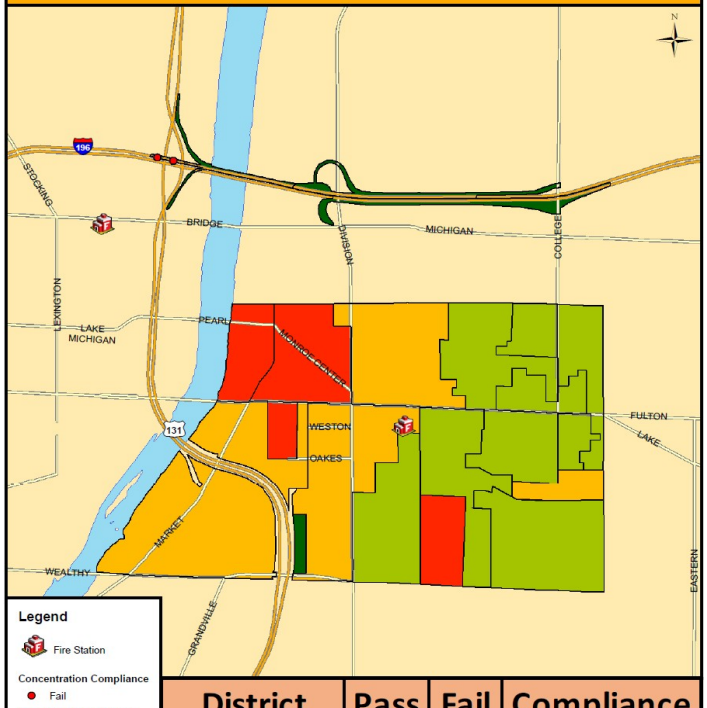 N
196
STOCKING
BRIDGE
MICHIGAN
DIVISION
COLLEGE
LEXINGTON
LAKE
MICHIGAN
PEARL
MONROE CENTER
131
WESTON
FULTON
LAKE
OAKES
MARKET
WEALTHY
GRANDVILLE
EASTERN
Legend
F Fire Station
Concentration Compliance
Fail
District Pass Fail Compliance